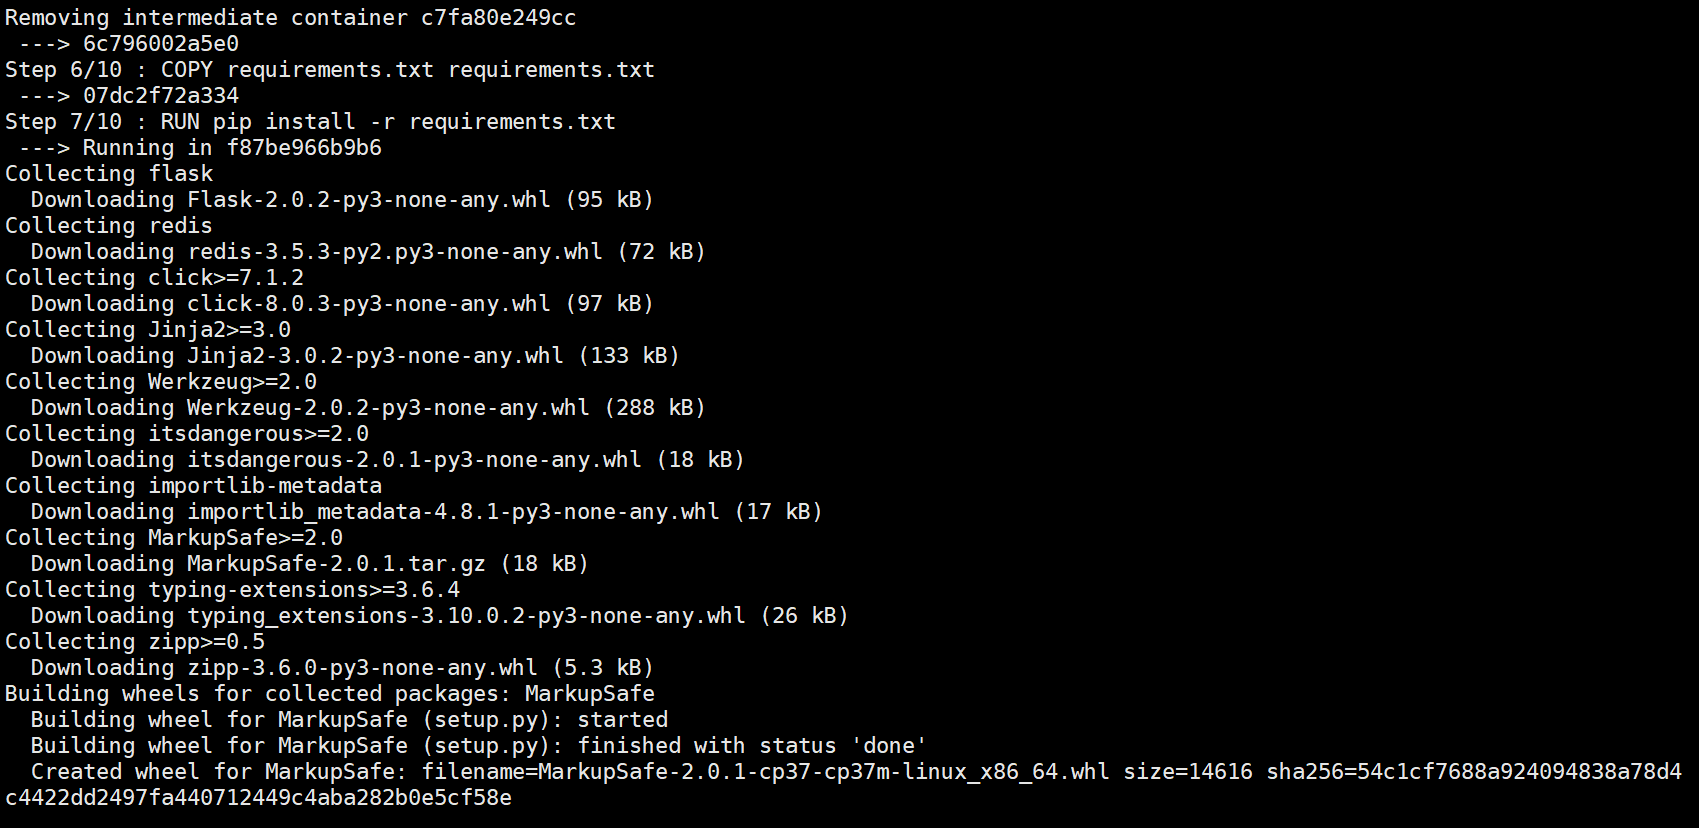 Removing intermediate container c7fa80e249cc
 ---> 6c796002a5e0
Step 6/10 : COPY requirements.txt requirements.txt
 ---> 07dc2f72a334
Step 7/10 : RUN pip install -r requirements.txt
 ---> Running in f87be966b9b6
Collecting flask
  Downloading Flask-2.0.2-py3-none-any.whl (95 kB)
Collecting redis
  Downloading redis-3.5.3-py2.py3-none-any.whl (72 kB)
Collecting click>=7.1.2
  Downloading click-8.0.3-py3-none-any.whl (97 kB)
Collecting Jinja2>=3.0
  Downloading Jinja2-3.0.2-py3-none-any.whl (133 kB)
Collecting Werkzeug>=2.0
  Downloading Werkzeug-2.0.2-py3-none-any.whl (288 kB)
Collecting itsdangerous>=2.0
  Downloading itsdangerous-2.0.1-py3-none-any.whl (18 kB)
Collecting importlib-metadata
  Downloading importlib_metadata-4.8.1-py3-none-any.whl (17 kB)
Collecting MarkupSafe>=2.0
  Downloading MarkupSafe-2.0.1.tar.gz (18 kB)
Collecting typing-extensions>=3.6.4
  Downloading typing_extensions-3.10.0.2-py3-none-any.whl (26 kB)
Collecting zipp>=0.5
  Downloading zipp-3.6.0-py3-none-any.whl (5.3 kB)
Building wheels for collected packages: MarkupSafe
  Building wheel for MarkupSafe (setup.py): started
  Building wheel for MarkupSafe (setup.py): finished with status 'done'
  Created wheel for MarkupSafe: filename=MarkupSafe-2.0.1-cp37-cp37m-linux_x86_64.whl size=14616 sha256=54c1cf7688a924094838a78d4
c4422dd2497fa440712449c4aba282b0e5cf58e